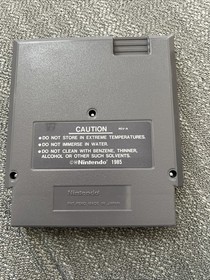 CAUTION
•DO NOT STORE IN EXTREME TEMPERATURES.
•DO NOT IMMERSE IN WATER.
•DO NOT CLEAN WITH BENZENE, THINNER,
ALCOHOL OR OTHER SUCH SOLVENTS.
©Nintendo 1985
Nintendo